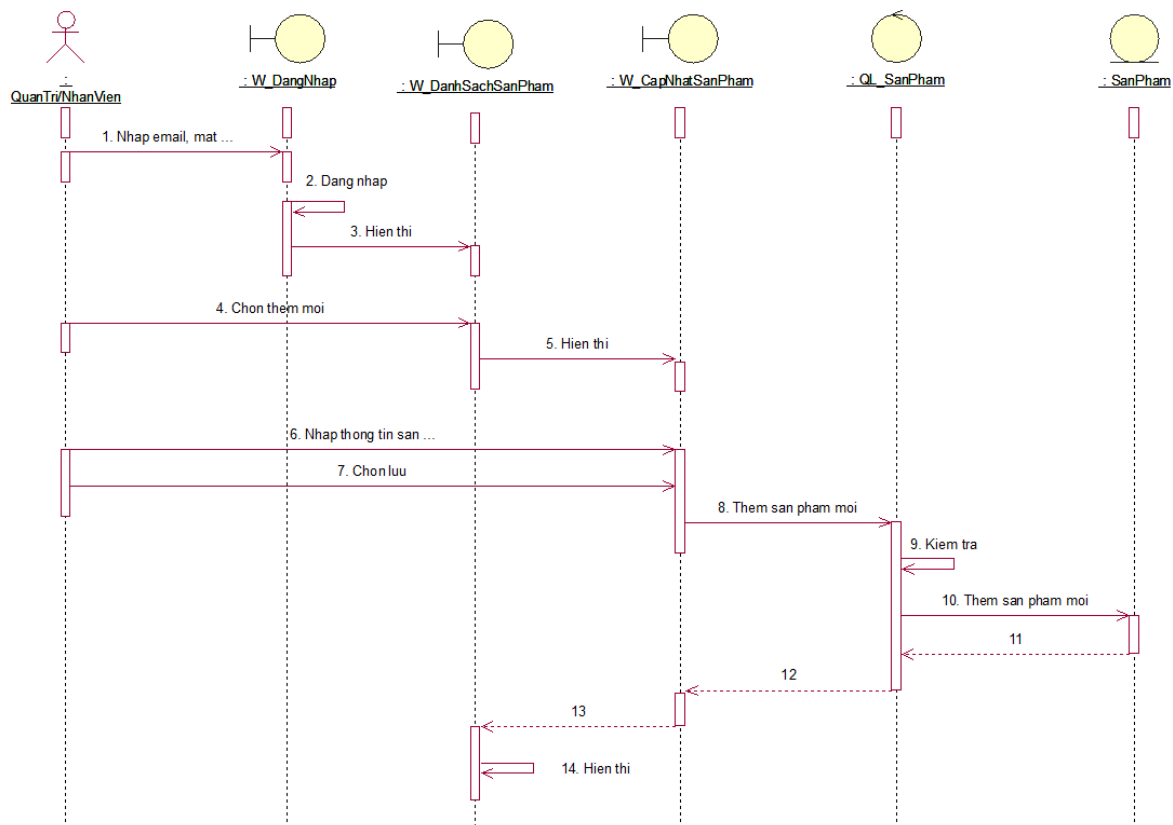 :
QuanTri/NhanVien
: W_DangNhap
: W_DanhSachSanPham
: W_CapNhatSanPham
: QL_SanPham
: SanPham
1. Nhap email, mat ...
2. Dang nhap
3. Hien thi
4. Chon them moi
5. Hien thi
6. Nhap thong tin san ...
7. Chon luu
8. Them san pham moi
9. Kiem tra
10. Them san pham moi
11
12
13
14. Hien thi